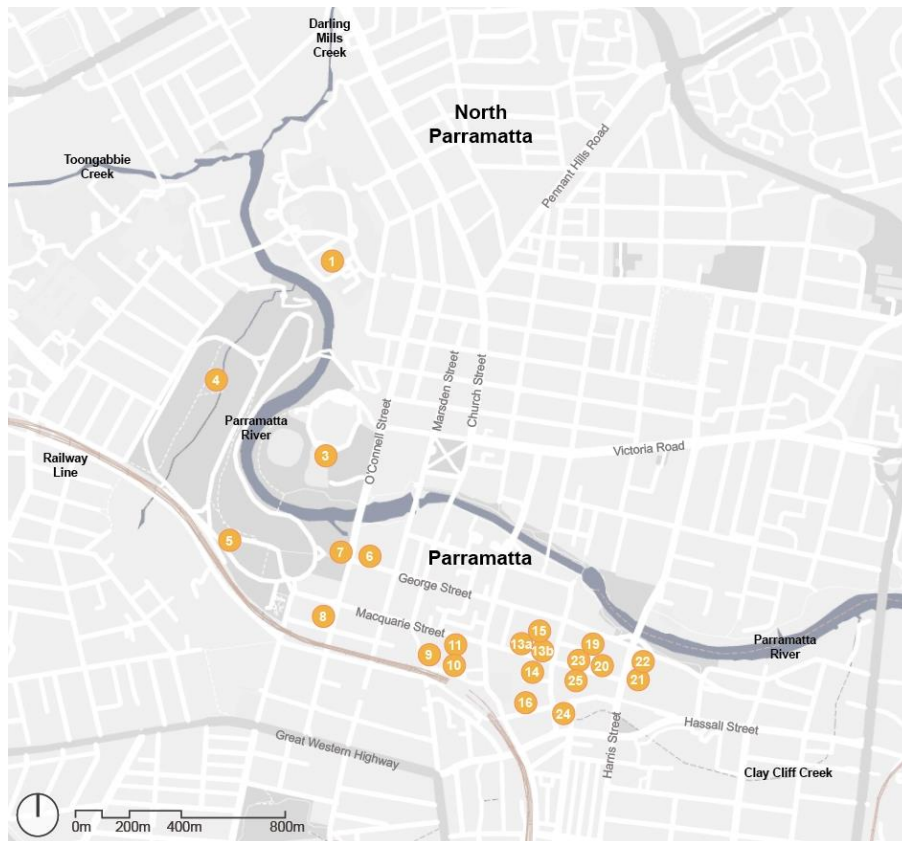 Darling
Mills
Creek
North
Parramatta
Toongabbie
Creek
Pennant Hills Road
1
Marsden Street
Church Street
4
O'Connell Street
Parramatta
River
3
Victoria Road
Railway
Line
5
7
6
Parramatta
George Street
8
Macquarie Street
15
11
13a
13b
19
Parramatta
River
9
10
23
20
22
14
25
21
16
24
Harris Street
Hassall Street
Great Western Highway
Clay Cliff Creek
0m
200m
400m
800m